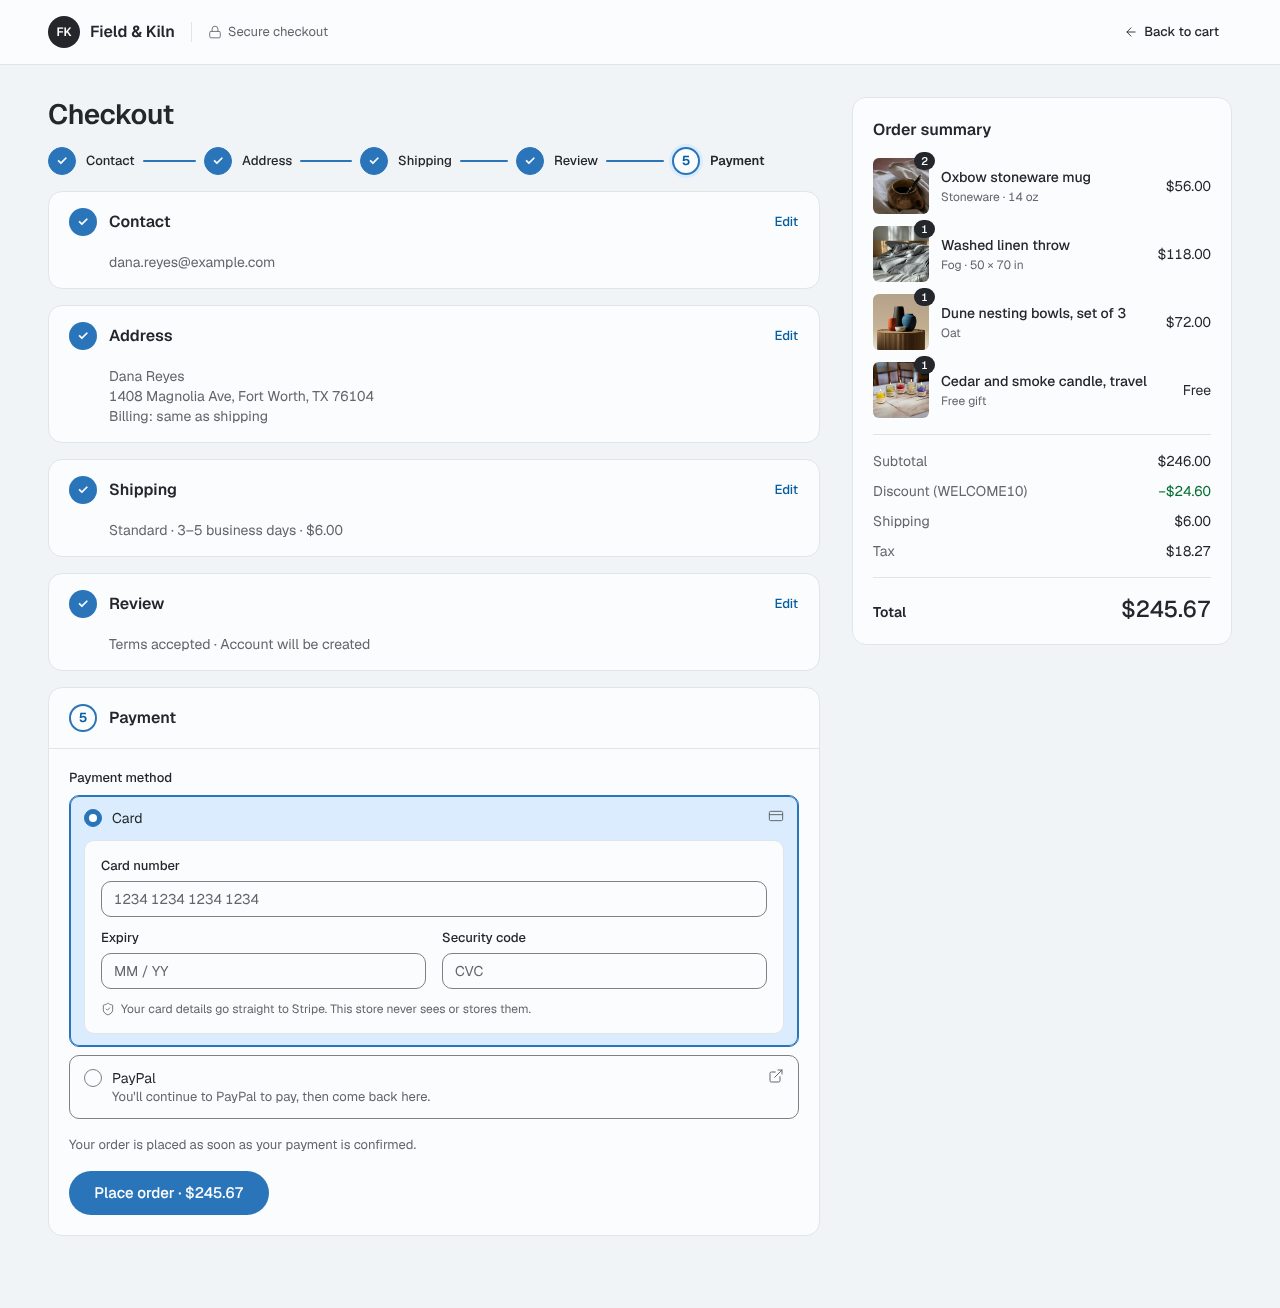 FK Field & Kiln Secure checkout Back to cart
Checkout
Contact Address Shipping Review 5 Payment
Contact Edit
dana.reyes@example.com
Address Edit
Dana Reyes
1408 Magnolia Ave, Fort Worth, TX 76104
Billing: same as shipping
Shipping Edit
Standard · 3–5 business days · $6.00
Review Edit
Terms accepted · Account will be created
5 Payment
Payment method
Card
Card number
1234 1234 1234 1234
Expiry Security code
MM / YY CVC
Your card details go straight to Stripe. This store never sees or stores them.
PayPal
You'll continue to PayPal to pay, then come back here.
Your order is placed as soon as your payment is confirmed.
Place order · $245.67
Order summary
2
Oxbow stoneware mug $56.00
Stoneware · 14 oz
1
Washed linen throw $118.00
Fog · 50 × 70 in
1
Dune nesting bowls, set of 3 $72.00
Oat
1
Cedar and smoke candle, travel Free
Free gift
Subtotal $246.00
Discount (WELCOME10) −$24.60
Shipping $6.00
Tax $18.27
Total $245.67